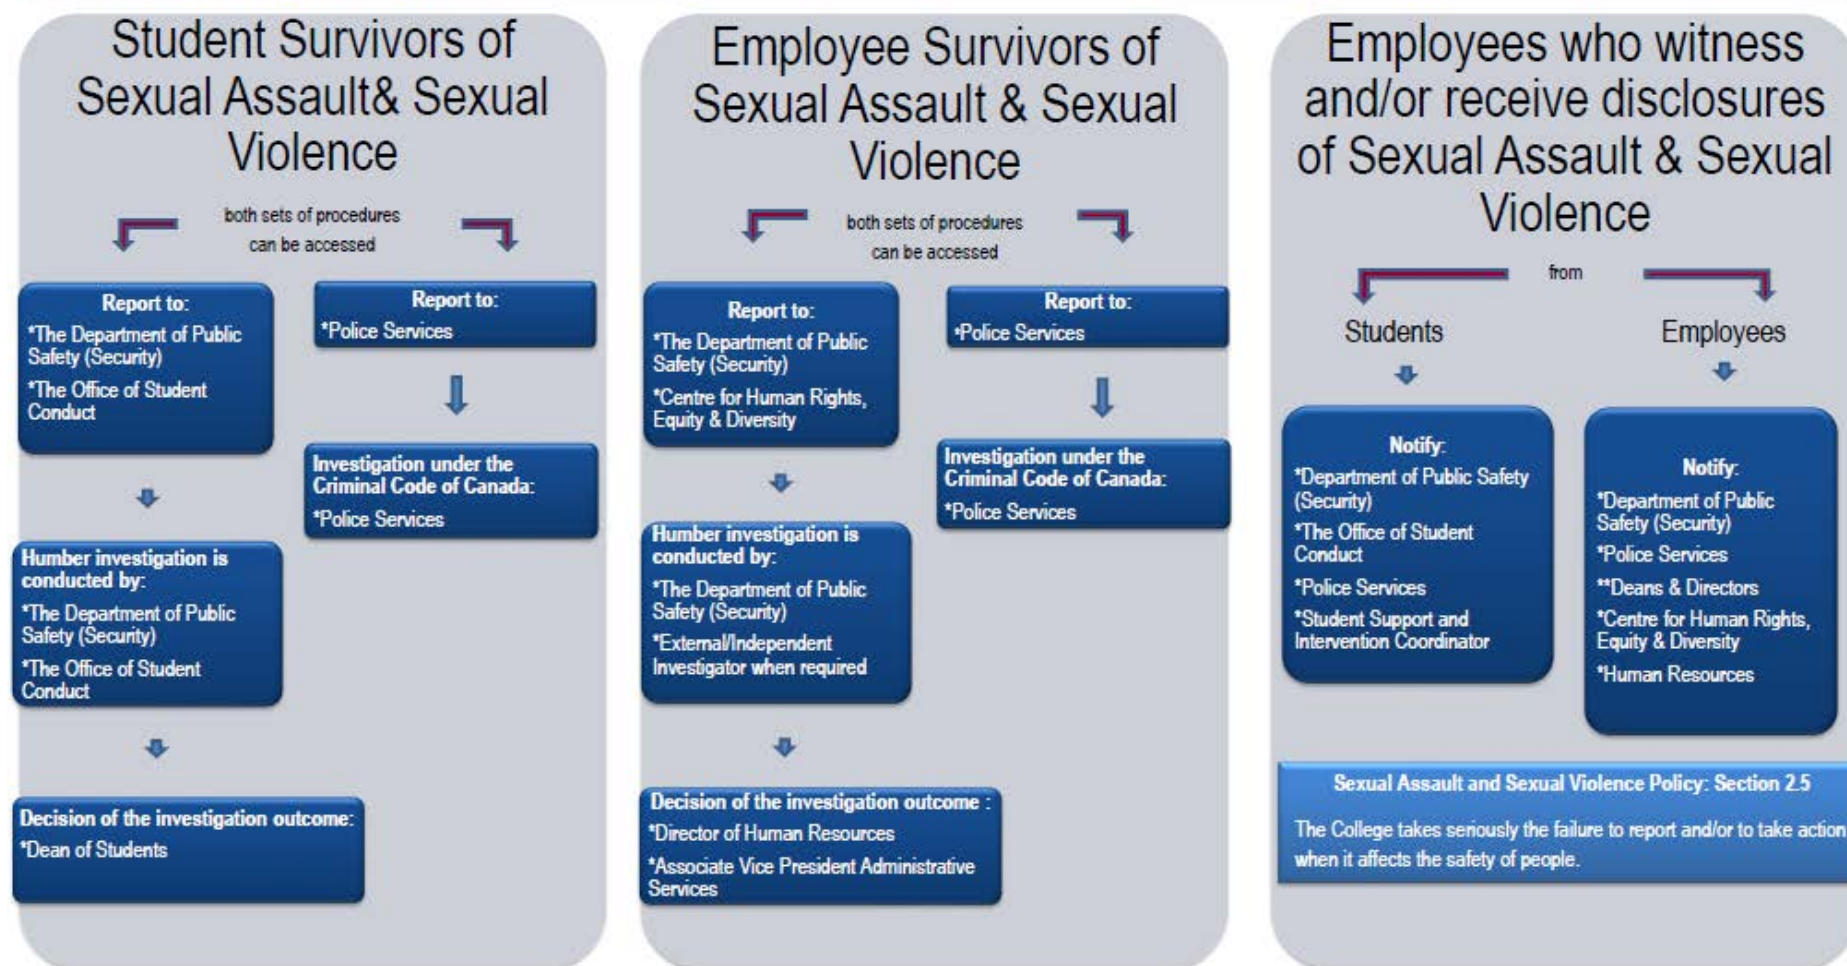 Student Survivors of
Sexual Assault& Sexual
Violence
both sets of procedures
can be accessed
Report to:
*The Department of Public
Safety (Security)
*The Office of Student
Conduct
Humber investigation is
conducted by:
*The Department of Public
Safety (Security)
*The Office of Student
Conduct
Decision of the investigation outcome:
*Dean of Students
Report to:
*Police Services
Investigation under the
Criminal Code of Canada:
*Police Services
Employee Survivors of
Sexual Assault & Sexual
Violence
both sets of procedures
can be accessed
Report to:
*The Department of Public
Safety (Security)
*Centre for Human Rights,
Equity & Diversity
Humber investigation is
conducted by:
*The Department of Public
Safety (Security)
*External/Independent
Investigator when required
Decision of the investigation outcome :
*Director of Human Resources
*Associate Vice President Administrative
Services
Report to:
*Police Services
Investigation under the
Criminal Code of Canada:
*Police Services
Employees who witness
and/or receive disclosures
of Sexual Assault & Sexual
Violence
from
Students
Notify:
*Department of Public Safety
(Security)
*The Office of Student
Conduct
*Police Services
*Student Support and
Intervention Coordinator
Employees
Notify:
*Department of Public
Safety (Security)
*Police Services
**Deans & Directors
*Centre for Human Rights,
Equity & Diversity
*Human Resources
Sexual Assault and Sexual Violence Policy: Section 2.5
The College takes seriously the failure to report and/or to take action
when it affects the safety of people.